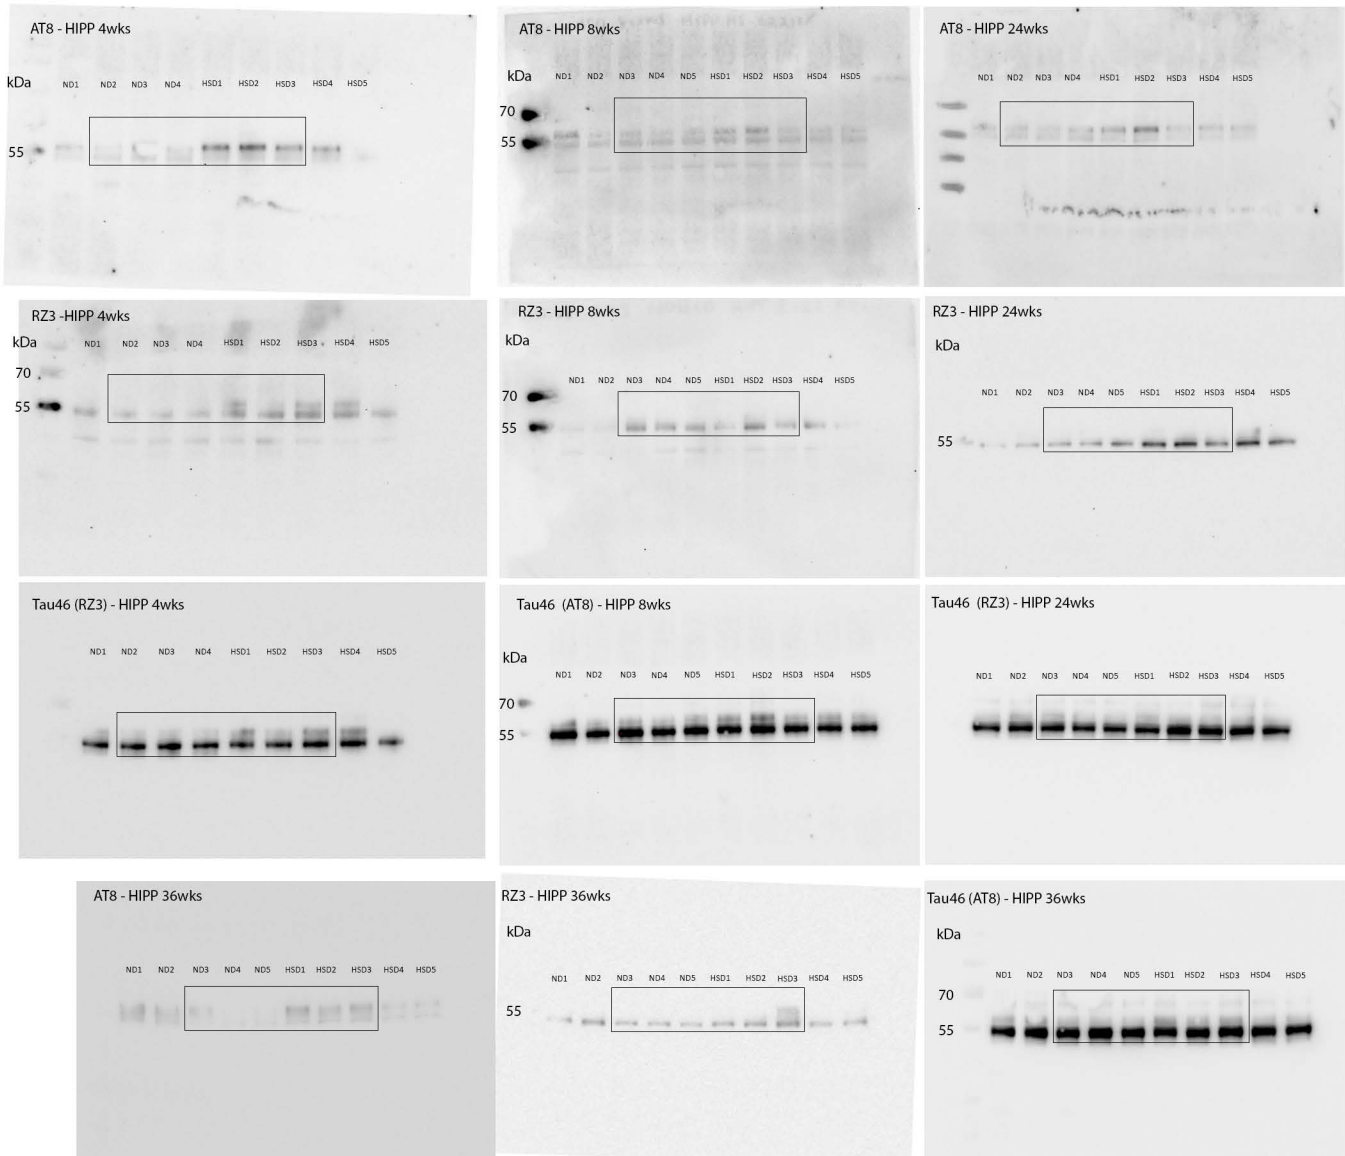 AT8 - HIPP 4wks
kDa
ND1 ND2 ND3 ND4 HSD1 HSD2 HSD3 HSD4 HSD5
55
AT8 - HIPP 8wks
kDa
ND1 ND2 ND3 ND4 ND5 HSD1 HSD2 HSD3 HSD4 HSD5
70
55
AT8 - HIPP 24wks
ND1 ND2 ND3 ND4 HSD1 HSD2 HSD3 HSD4 HSD5
RZ3 -HIPP 4wks
kDa
ND1 ND2 ND3 ND4 HSD1 HSD2 HSD3 HSD4 HSD5
70
55
RZ3 - HIPP 8wks
kDa
ND1 ND2 ND3 ND4 ND5 HSD1 HSD2 HSD3 HSD4 HSD5
70
55
RZ3 - HIPP 24wks
kDa
ND1 ND2 ND3 ND4 ND5 HSD1 HSD2 HSD3 HSD4 HSD5
55
Tau46 (RZ3) - HIPP 4wks
ND1 ND2 ND3 ND4 HSD1 HSD2 HSD3 HSD4 HSD5
Tau46 (AT8) - HIPP 8wks
kDa
ND1 ND2 ND3 ND4 ND5 HSD1 HSD2 HSD3 HSD4 HSD5
70
55
Tau46 (RZ3) - HIPP 24wks
ND1 ND2 ND3 ND4 ND5 HSD1 HSD2 HSD3 HSD4 HSD5
AT8 - HIPP 36wks
ND1 ND2 ND3 ND4 ND5 HSD1 HSD2 HSD3 HSD4 HSD5
RZ3 - HIPP 36wks
kDa
ND1 ND2 ND3 ND4 ND5 HSD1 HSD2 HSD3 HSD4 HSD5
55
Tau46 (AT8) - HIPP 36wks
kDa
ND1 ND2 ND3 ND4 ND5 HSD1 HSD2 HSD3 HSD4 HSD5
70
55